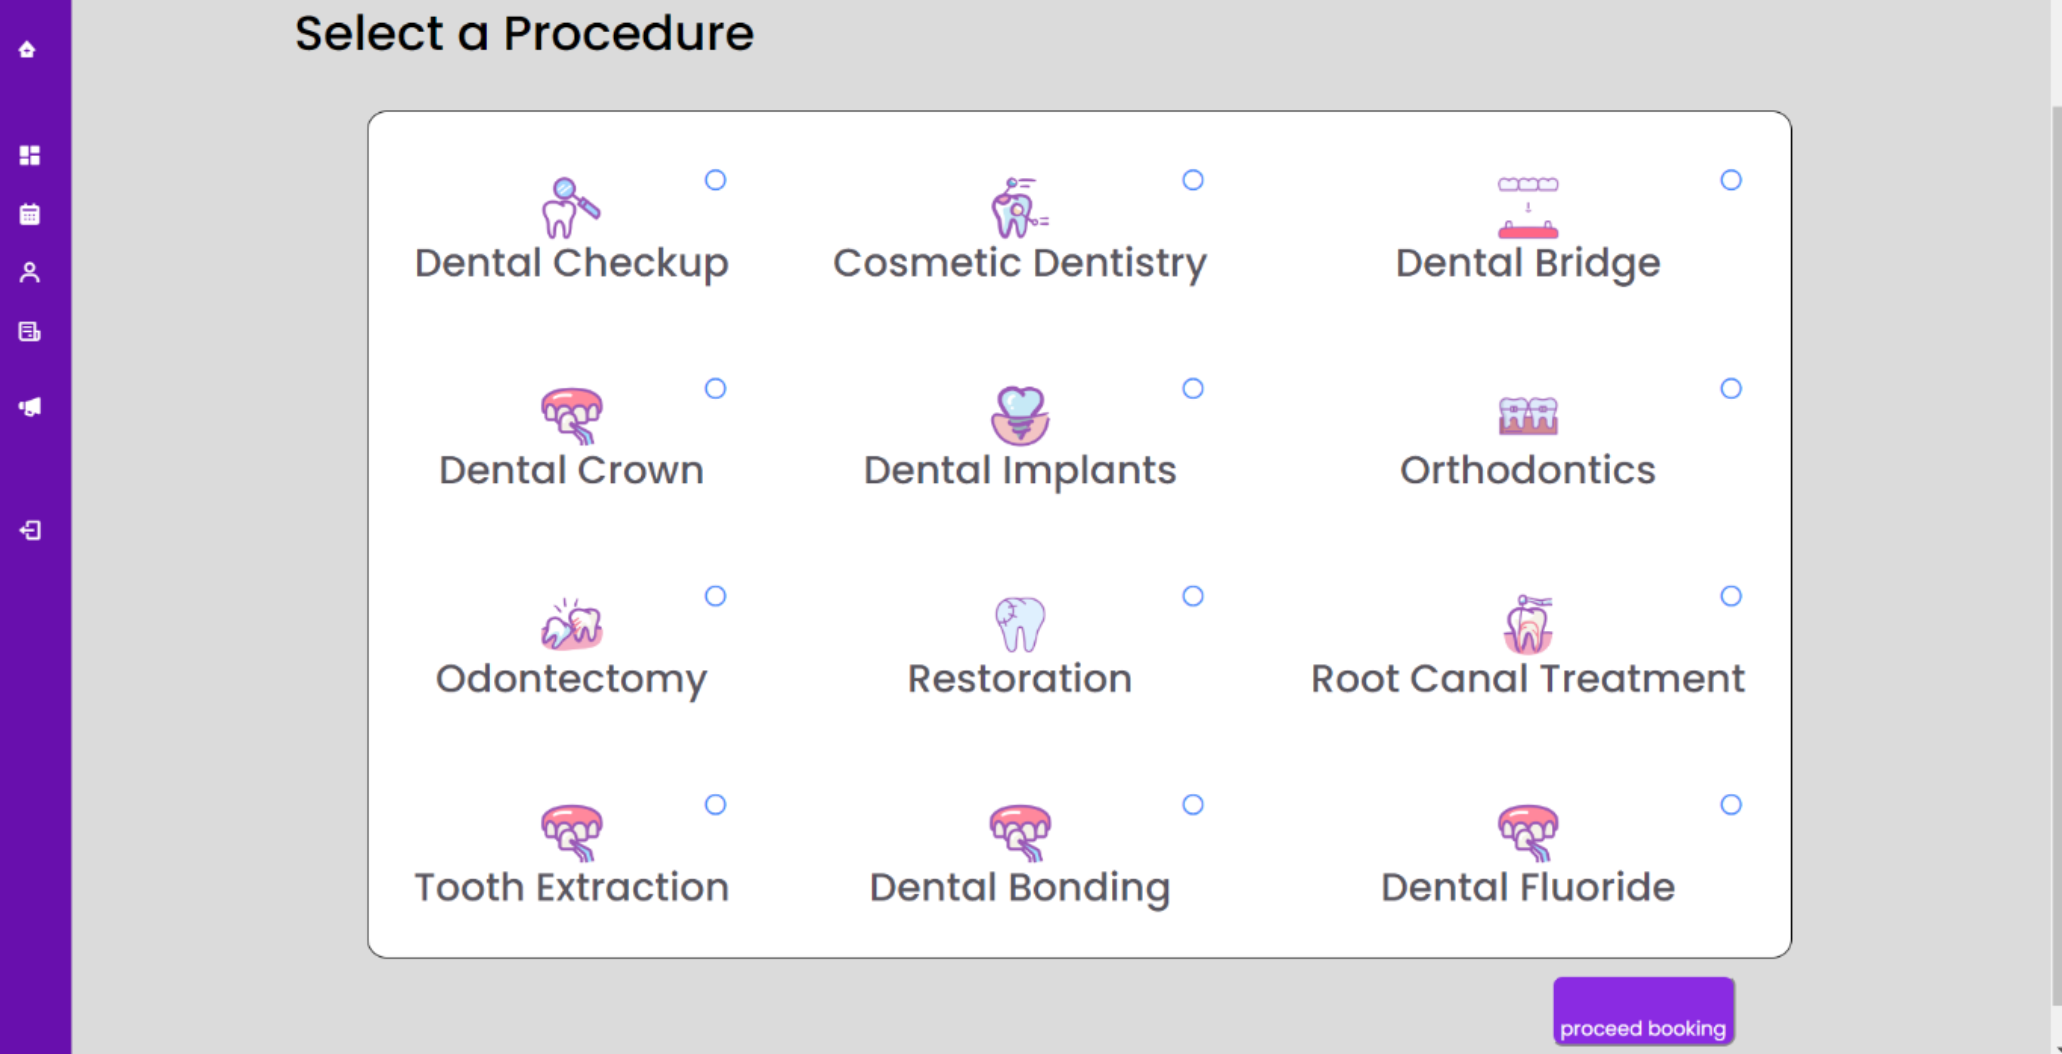 Select a Procedure
Dental Checkup
Cosmetic Dentistry
Dental Bridge
Dental Crown
Dental Implants
Orthodontics
Odontectomy
Restoration
Root Canal Treatment
Tooth Extraction
Dental Bonding
Dental Fluoride
proceed booking